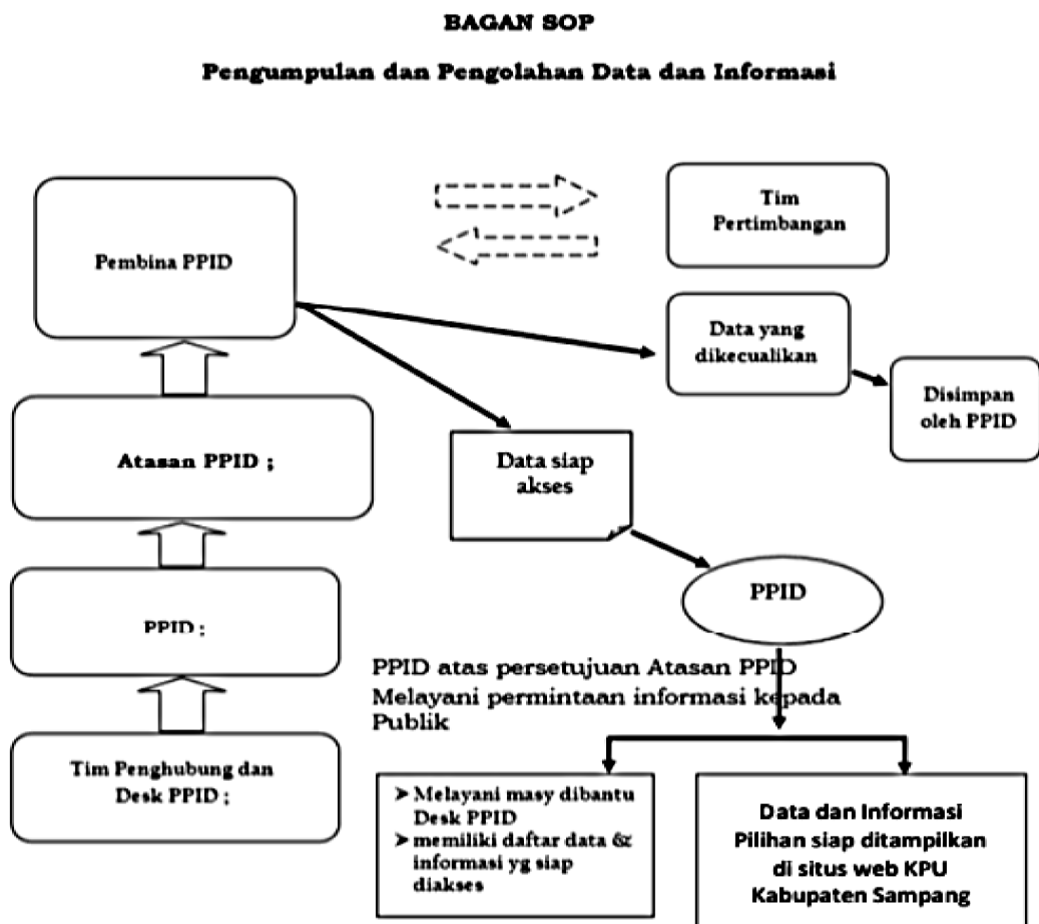 BAGAN SOP
Pengumpulan dan Pengolahan Data dan Informasi
Pembina PPID
Tim
Pertimbangan
Data yang
dikecualikan
Disimpan
oleh PPID
Atasan PPID ;
Data siap
akses
PPID
PPID ;
PPID atas persetujuan Atasan PPID
Melayani permintaan informasi kepada
Publik
Tim Penghubung dan
Desk PPID ;
➤ Melayani masy dibantu
Desk PPID
➤ memiliki daftar data &
informasi yg siap
diakses
Data dan Informasi
Pilihan siap ditampilkan
di situs web KPU
Kabupaten Sampang